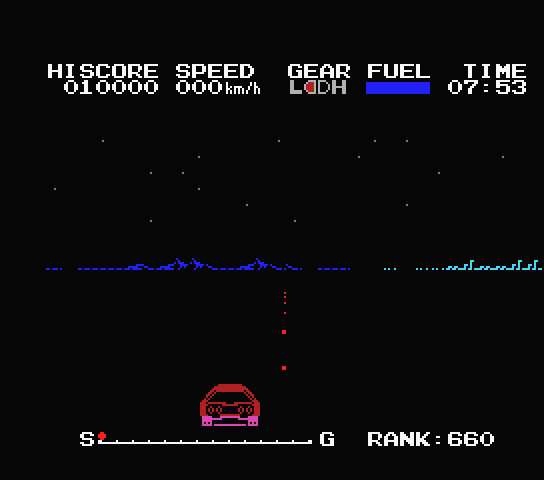 HISCORE SPEED GEAR FUEL TIME
010000 000km/h L H 07:53
S G RANK:660